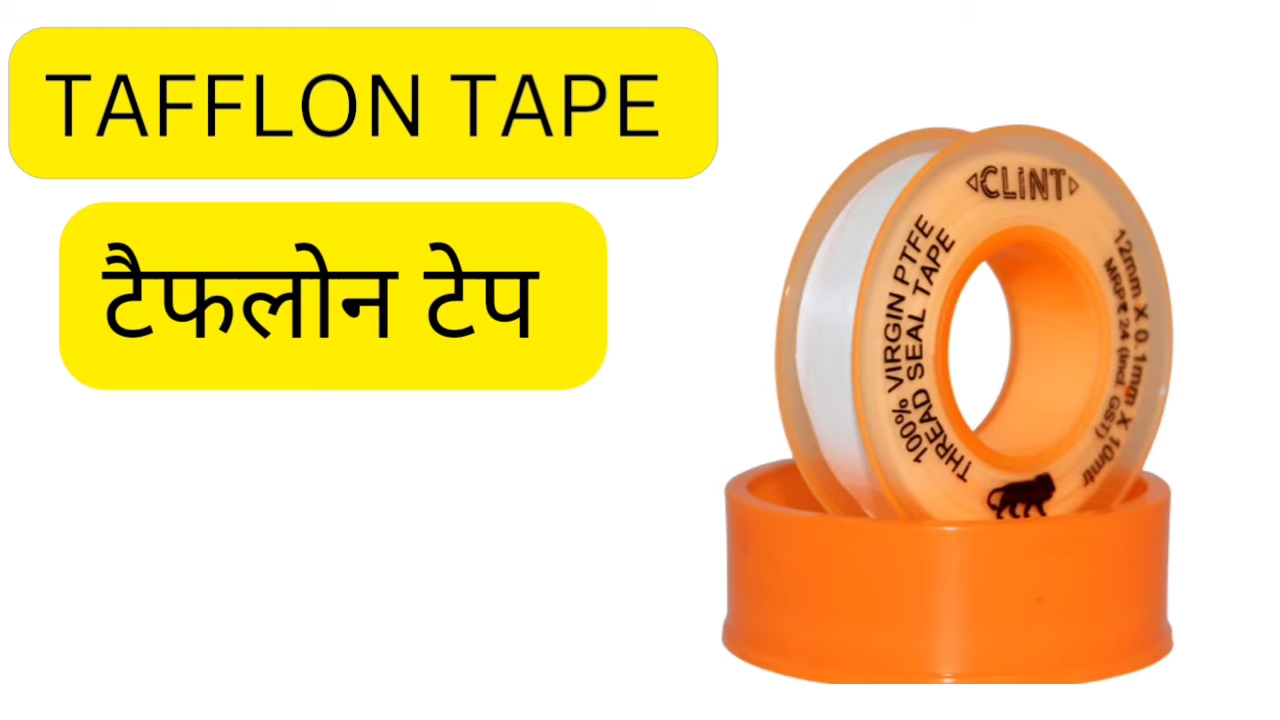 TAFFLON TAPE
टैफलोन टेप
CLiNT
100% VIRGIN PTFE
THREAD SEAL TAPE
12mm X 0.1mm X 10mtr
MRP₹ 24 (incl. GST)